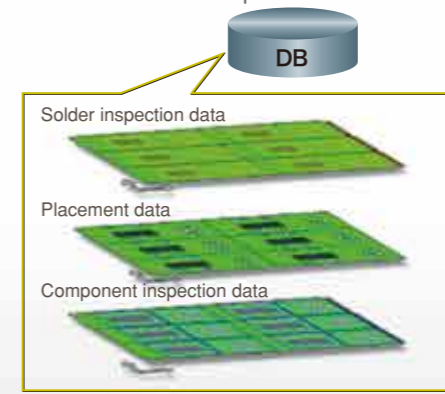 DB
Solder inspection data
Placement data
Component inspection data